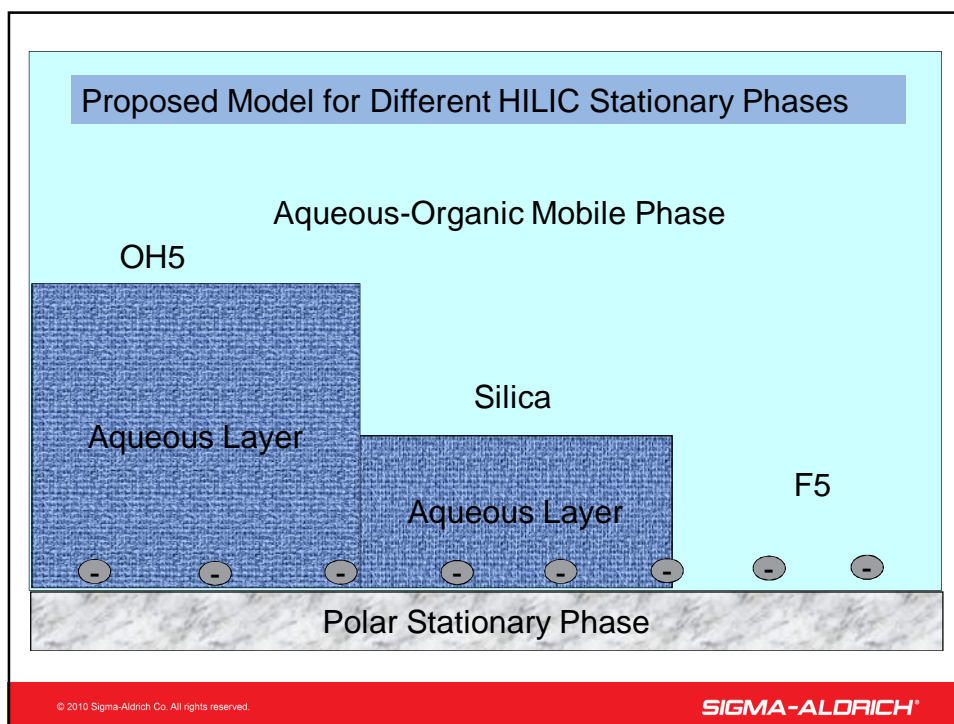 Proposed Model for Different HILIC Stationary Phases
Aqueous-Organic Mobile Phase
OH5
Silica
Aqueous Layer
F5
Aqueous Layer
- - - - - - - -
Polar Stationary Phase
© 2010 Sigma-Aldrich Co. All rights reserved.
SIGMA-ALDRICH®